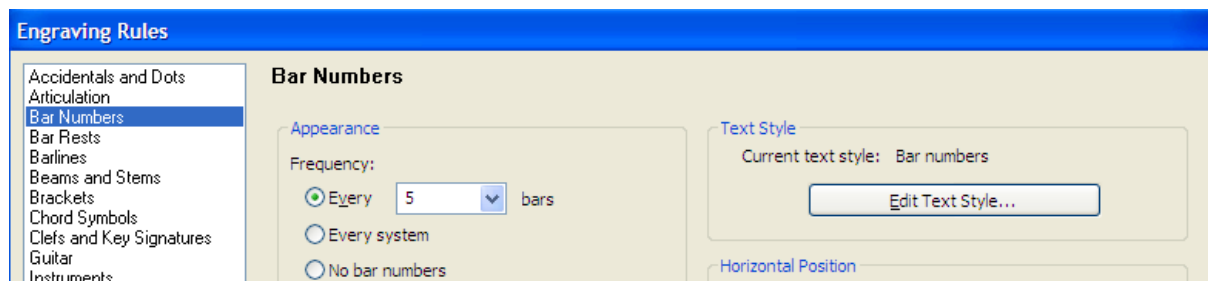 Engraving Rules
Accidentals and Dots
Articulation
Bar Numbers
Bar Rests
Barlines
Beams and Stems
Brackets
Chord Symbols
Clefs and Key Signatures
Guitar
Instruments
Bar Numbers
Appearance
Frequency:
Every 5 bars
Every system
No bar numbers
Text Style
Current text style: Bar numbers
Edit Text Style...
Horizontal Position